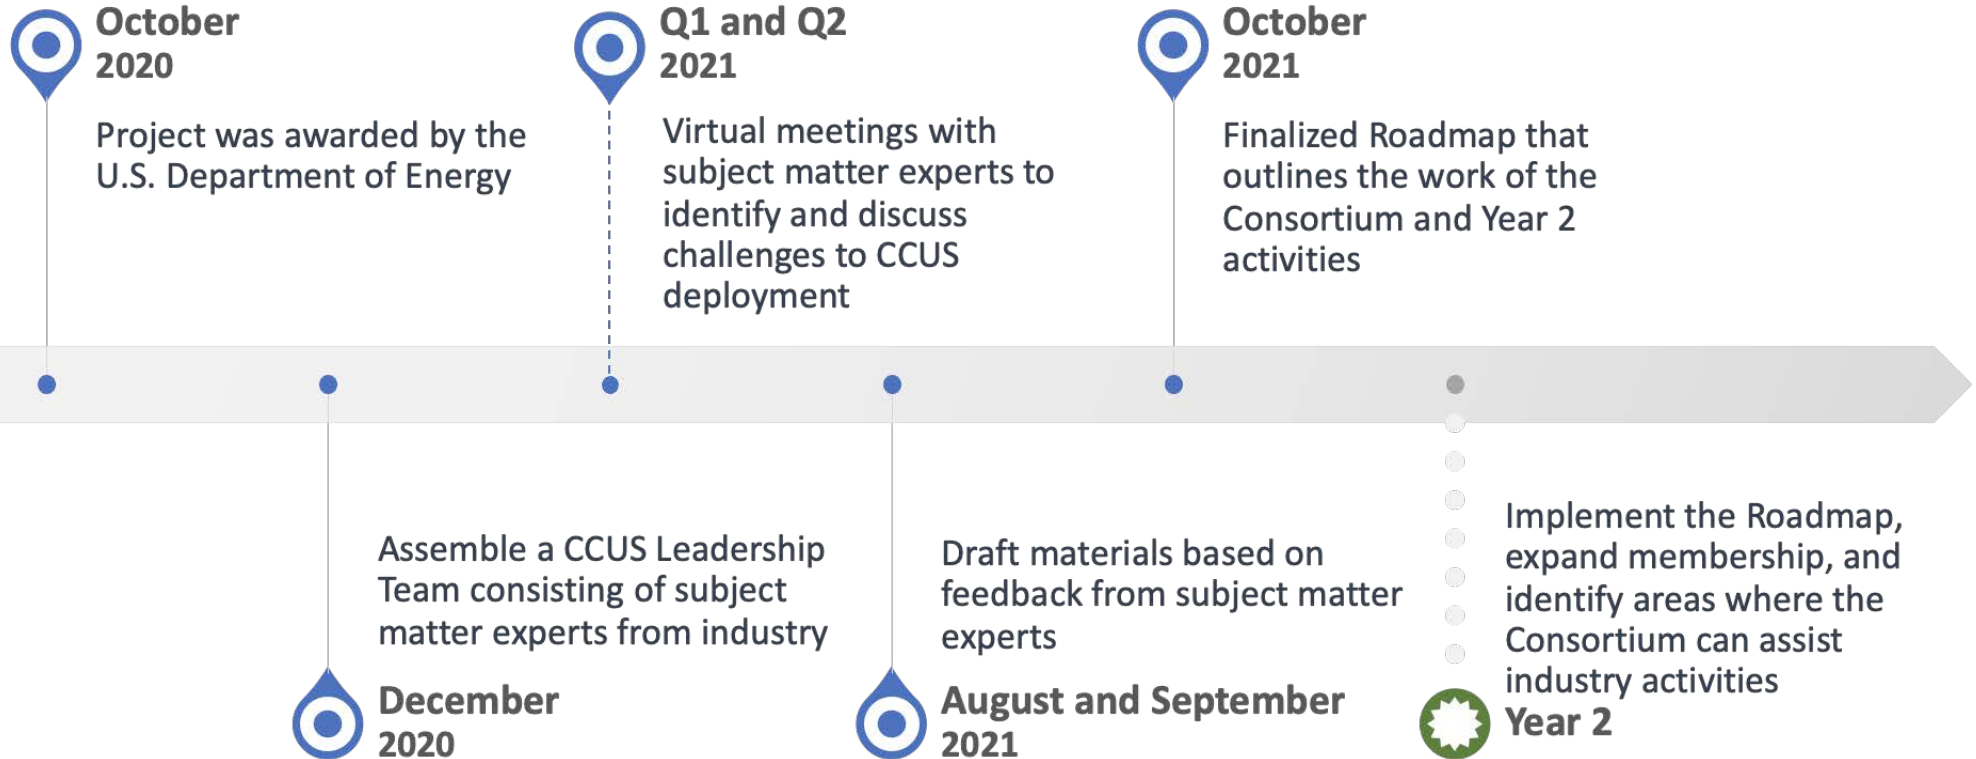 October
2020
Project was awarded by the
U.S. Department of Energy
Q1 and Q2
2021
Virtual meetings with
subject matter experts to
identify and discuss
challenges to CCUS
deployment
October
2021
Finalized Roadmap that
outlines the work of the
Consortium and Year 2
activities
Assemble a CCUS Leadership
Team consisting of subject
matter experts from industry
December
2020
Draft materials based on
feedback from subject matter
experts
August and September
2021
Implement the Roadmap,
expand membership, and
identify areas where the
Consortium can assist
industry activities
Year 2